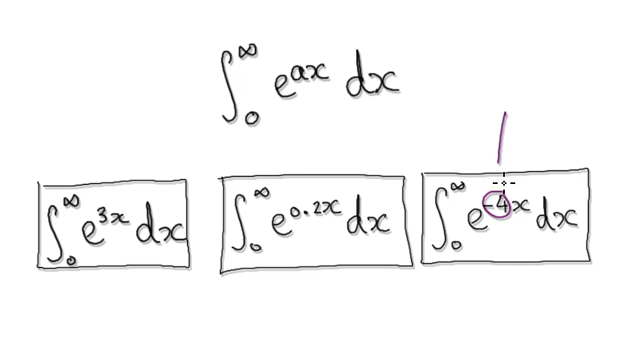 ∫₀^∞ e^{ax} dx
∫₀^∞ e^{3x} dx
∫₀^∞ e^{0.2x} dx
∫₀^∞ e^{-4x} dx